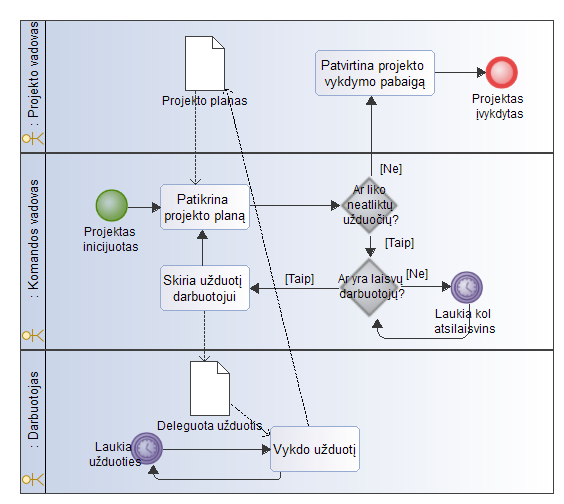 : Projekto vadovas
Projekto planas
Patvirtina projekto
vykdymo pabaigą
Projektas
įvykdytas
: Komandos vadovas
Projektas
inicijuotas
Patikrina
projekto planą
[Ne]
Ar liko
neatliktų
užduočių?
[Taip]
Skiria užduotį
darbuotojui
[Taip]
Ar yra laisvų
darbuotojų?
[Ne]
Laukia kol
atsilaisvins
: Darbuotojas
Deleguota užduotis
Laukia
užduoties
Vykdo užduotį